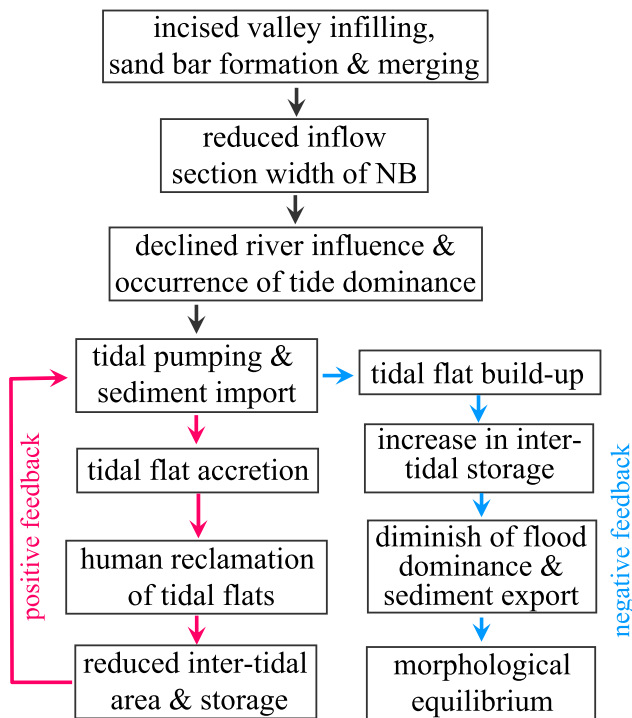 incised valley infilling,
sand bar formation & merging
reduced inflow
section width of NB
declined river influence &
occurrence of tide dominance
tidal pumping &
sediment import
tidal flat accretion
human reclamation
of tidal flats
reduced inter-tidal
area & storage
positive feedback
tidal flat build-up
increase in inter-
tidal storage
diminish of flood
dominance &
sediment export
morphological
equilibrium
negative feedback